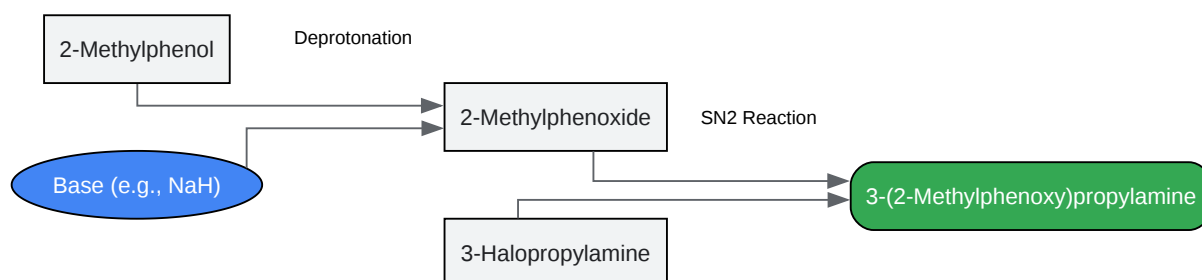 2-Methylphenol
Deprotonation
Base (e.g., NaH)
2-Methylphenoxide
SN2 Reaction
3-Halopropylamine
3-(2-Methylphenoxy)propylamine